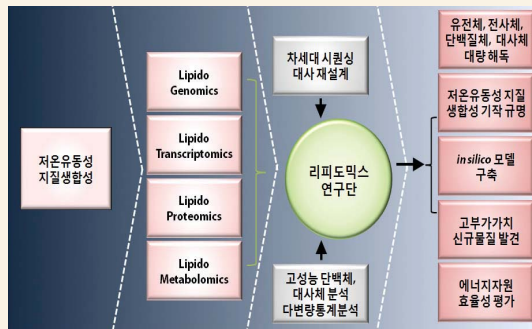 저온유동성
지질생합성
Lipido
Genomics
Lipido
Transcriptomics
Lipido
Proteomics
Lipido
Metabolomics
차세대 시퀀싱
대사 재설계
리피도믹스
연구단
고성능 단백체,
대사체 분석
다변량통계분석
유전체, 전사체,
단백질체, 대사체
대량 해독
저온유동성 지질
생합성 기작 규명
in silico 모델
구축
고부가가치
신규물질 발견
에너지자원
효율성 평가